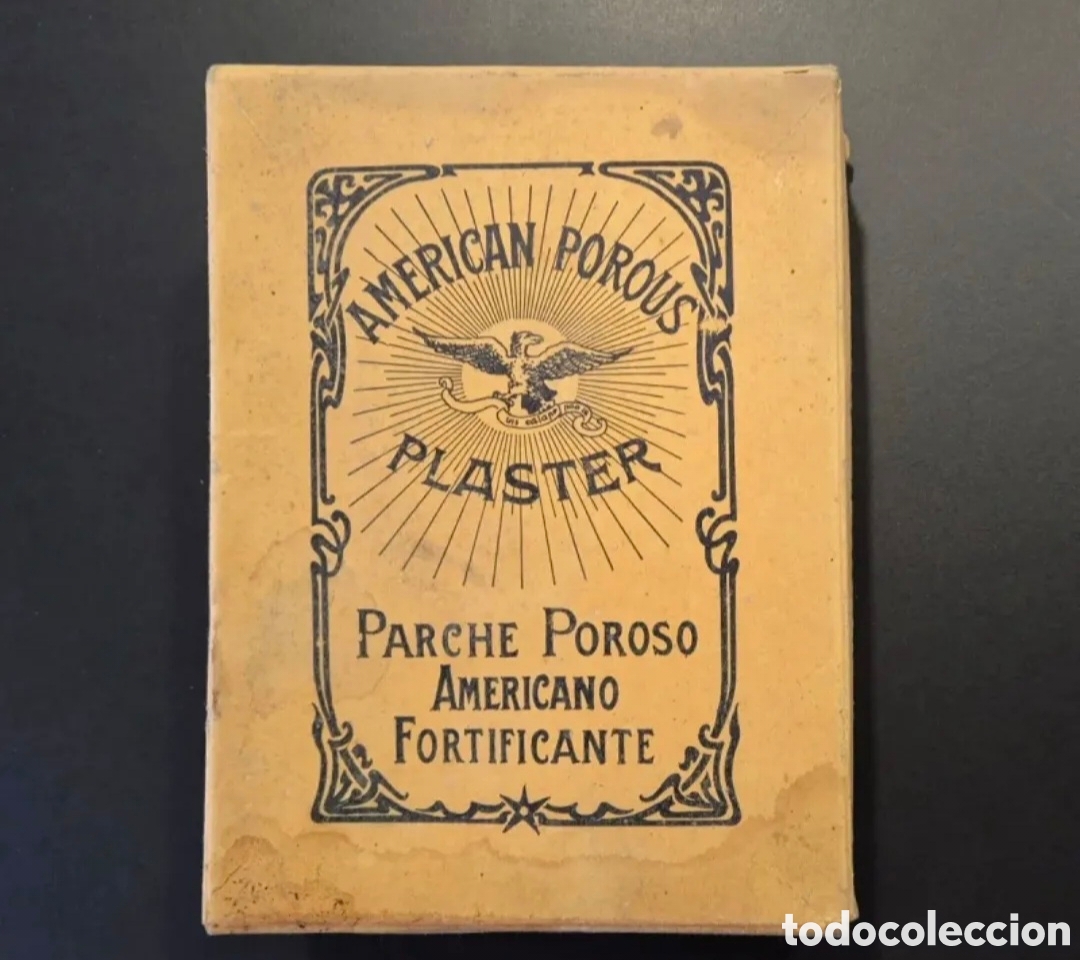 AMERICAN POROUS
PLASTER
PARCHE POROSO
AMERICANO
FORTIFICANTE
todocoleccion